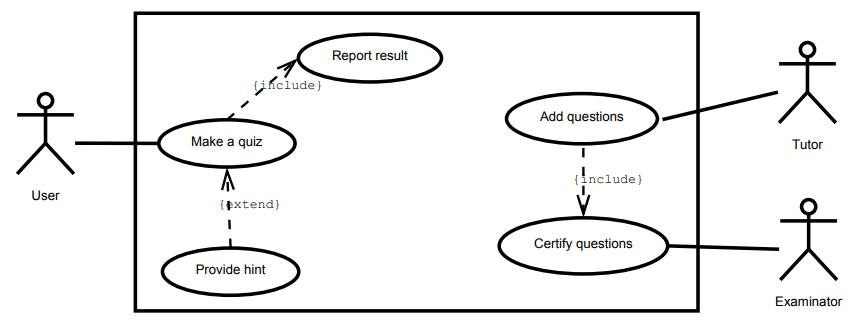 Report result
{include}
Make a quiz
User
{extend}
Provide hint
Add questions
Tutor
{include}
Certify questions
Examinator